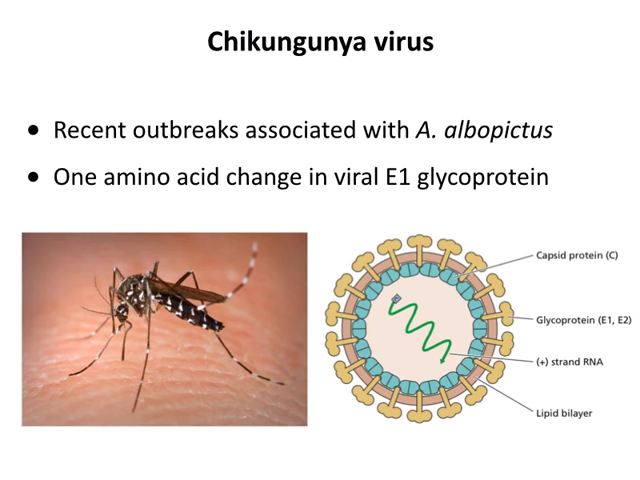 Chikungunya virus
• Recent outbreaks associated with A. albopictus
• One amino acid change in viral E1 glycoprotein
Capsid protein (C)
Glycoprotein (E1, E2)
(+) strand RNA
Lipid bilayer